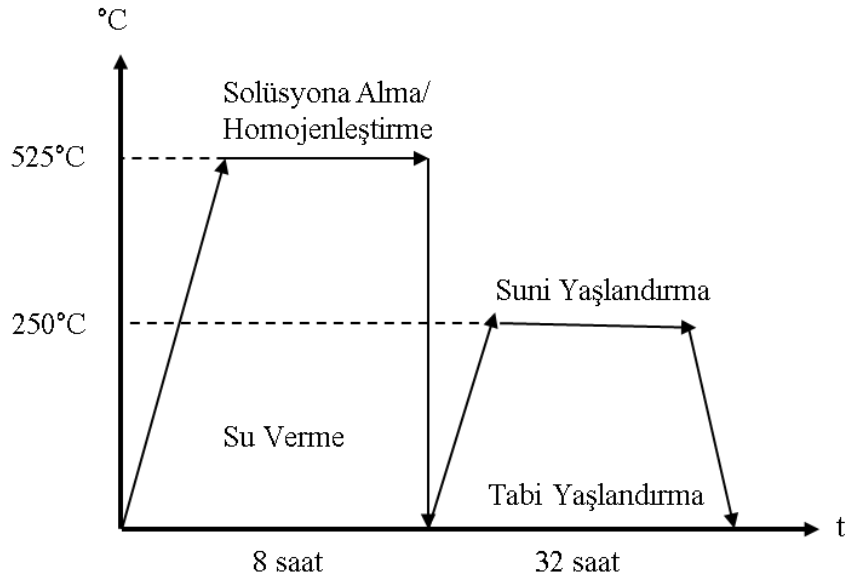 °C
Solüsyona Alma/
Homojenleştirme
525°C
Suni Yaşlandırma
250°C
Su Verme
Tabi Yaşlandırma
t
8 saat
32 saat